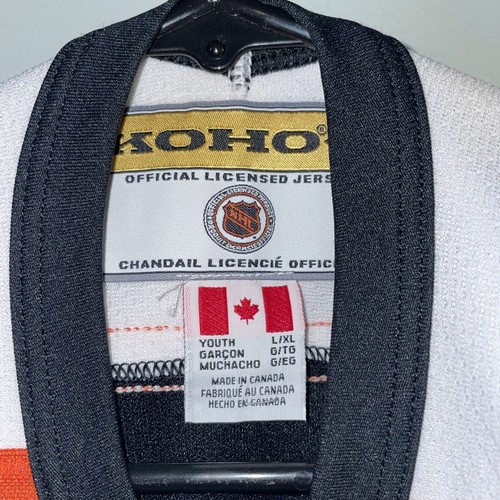 KOHO®
OFFICIAL LICENSED JERS
NHL
CHANDAIL LICENCIÉ OFFIC
YOUTH L/XL
GARÇON G/TG
MUCHACHO G/EG
MADE IN CANADA
FABRIQUÉ AU CANADA
HECHO EN CANADA